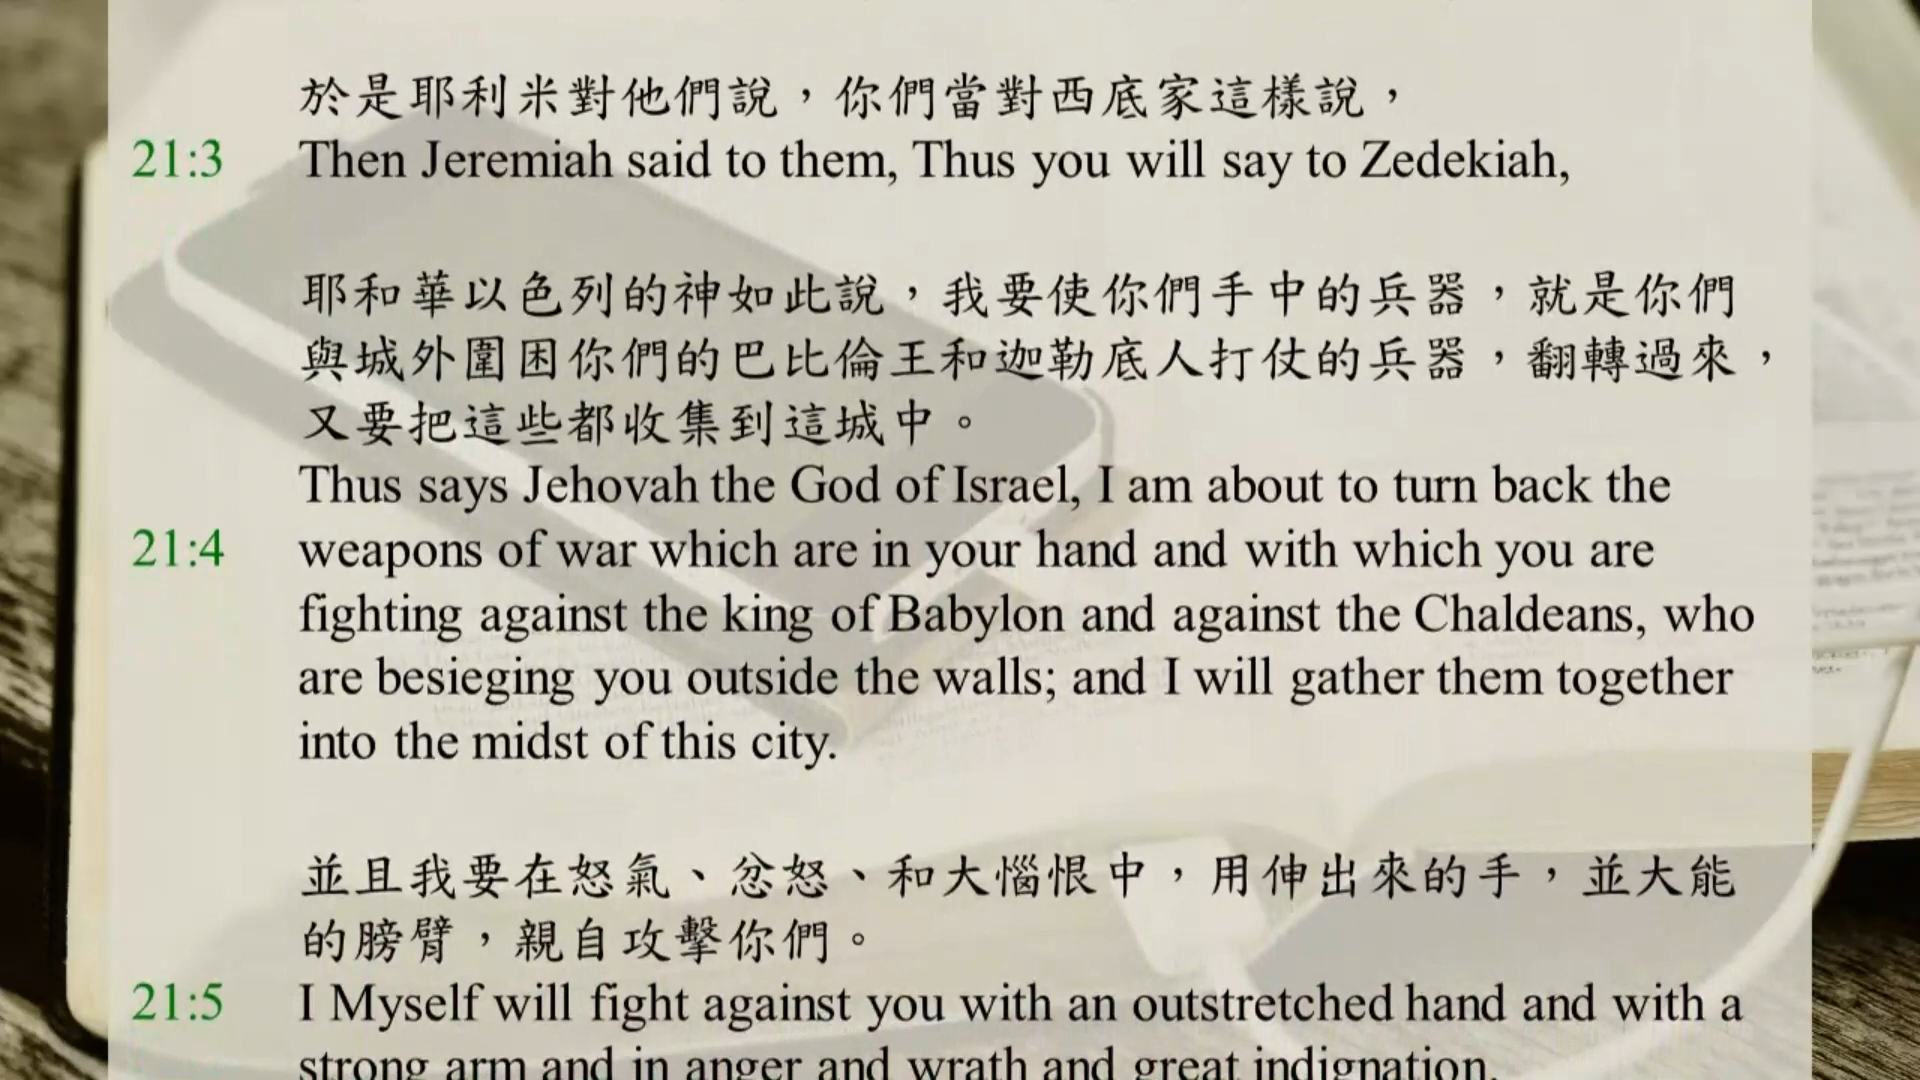 於是耶利米對他們說，你們當對西底家這樣說，
21:3 Then Jeremiah said to them, Thus you will say to Zedekiah,
耶和華以色列的神如此說，我要使你們手中的兵器，就是你們
與城外圍困你們的巴比倫王和迦勒底人打仗的兵器，翻轉過來，
又要把這些都收集到這城中。
Thus says Jehovah the God of Israel, I am about to turn back the
21:4 weapons of war which are in your hand and with which you are
fighting against the king of Babylon and against the Chaldeans, who
are besieging you outside the walls; and I will gather them together
into the midst of this city.
並且我要在怒氣、忿怒、和大惱恨中，用伸出來的手，並大能
的膀臂，親自攻擊你們。
21:5 I Myself will fight against you with an outstretched hand and with a
strong arm and in anger and wrath and great indignation.